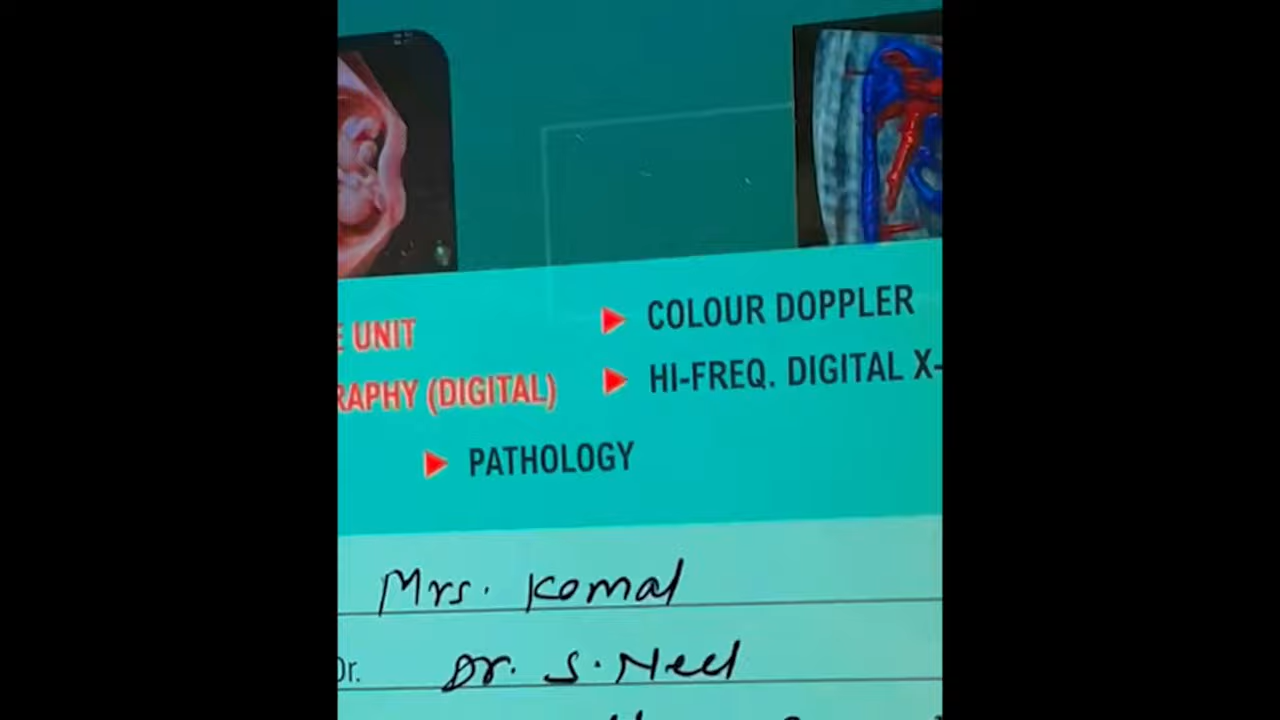 E UNIT
COLOUR DOPPLER
RAPHY (DIGITAL)
HI-FREQ. DIGITAL X-
PATHOLOGY
Mrs. Komal
Dr. Dr. S. Neel